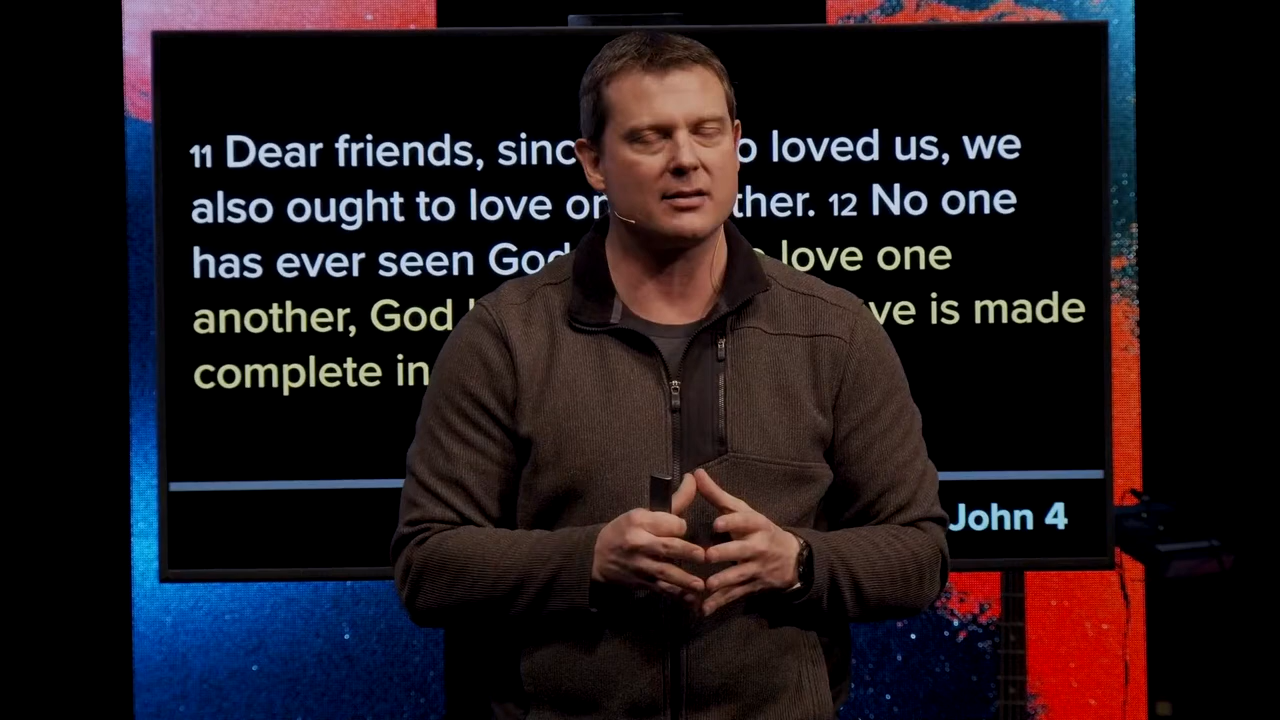 11 Dear friends, sinc o loved us, we
also ought to love on ther. 12 No one
has ever seen God love one
another, God ve is made
complete in
John 4